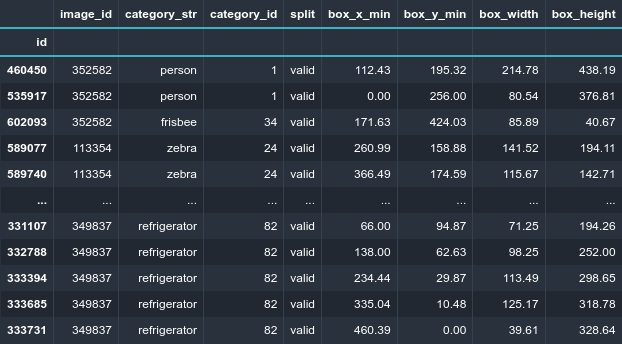 image_id category_str category_id split box_x_min box_y_min box_width box_height
id
460450 352582 person 1 valid 112.43 195.32 214.78 438.19
535917 352582 person 1 valid 0.00 256.00 80.54 376.81
602093 352582 frisbee 34 valid 171.63 424.03 85.89 40.67
589077 113354 zebra 24 valid 260.99 158.88 141.52 194.11
589740 113354 zebra 24 valid 366.49 174.59 115.67 142.71
... ... ... ... ... ... ... ... ...
331107 349837 refrigerator 82 valid 66.00 94.87 71.25 194.26
332788 349837 refrigerator 82 valid 138.00 62.63 98.25 252.00
333394 349837 refrigerator 82 valid 234.44 29.87 113.49 298.65
333685 349837 refrigerator 82 valid 335.04 10.48 125.17 318.78
333731 349837 refrigerator 82 valid 460.39 0.00 39.61 328.64